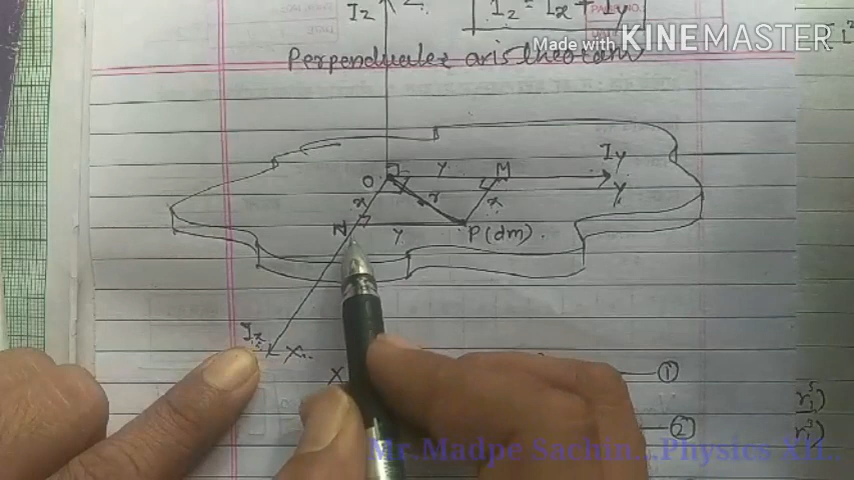 Iz
Iz = Ix + Iy
Made with KINEMASTER
Perpendicular axis theorem
Iy
O y M
y
x r x
N y P(dm).
Ix
X
X
①
②
Mr.Madpe Sachin...Physics XII..